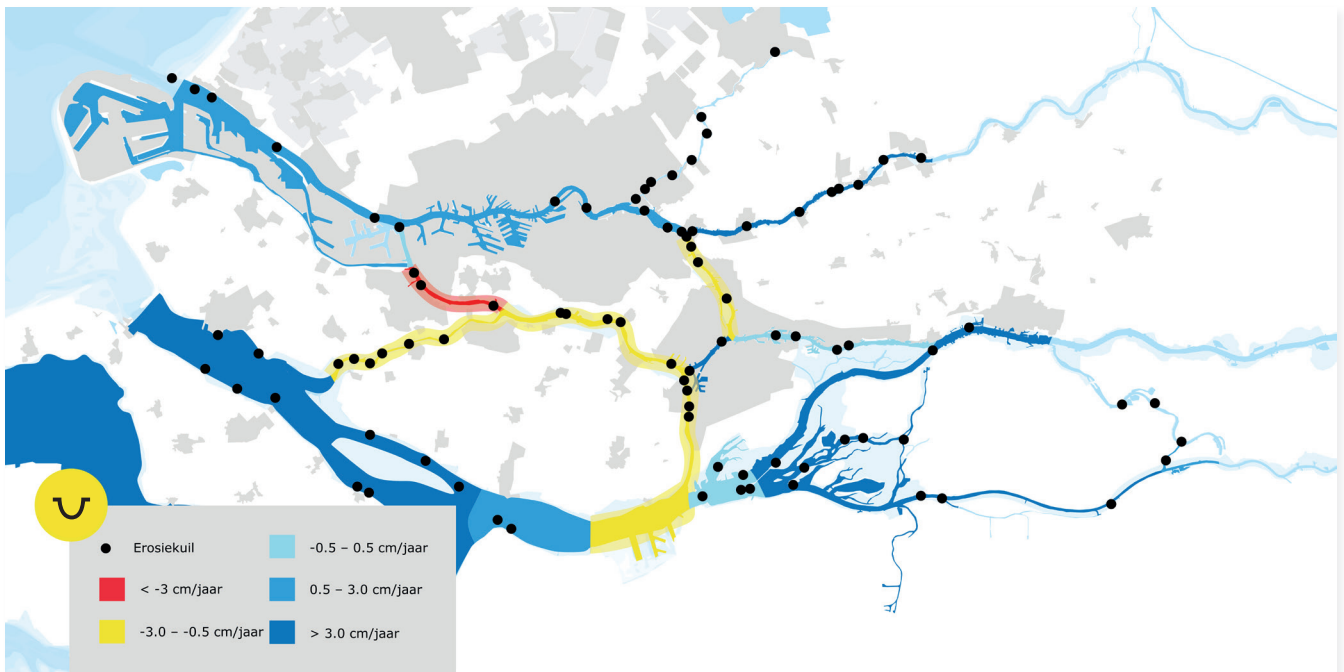 Erosiekuil
< -3 cm/jaar
-3.0 – -0.5 cm/jaar
-0.5 – 0.5 cm/jaar
0.5 – 3.0 cm/jaar
> 3.0 cm/jaar